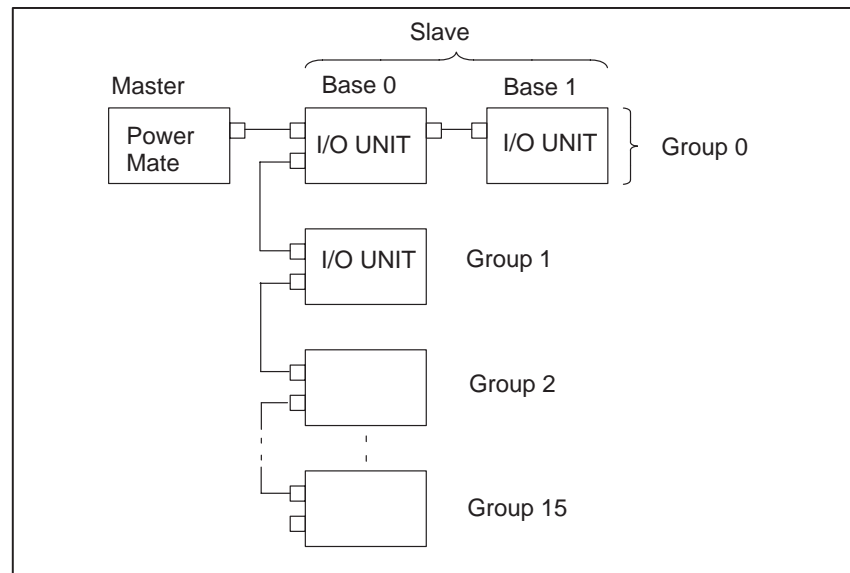 Slave
Master
Base 0
Base 1
Power
Mate
I/O UNIT
I/O UNIT
Group 0
I/O UNIT
Group 1
Group 2
Group 15